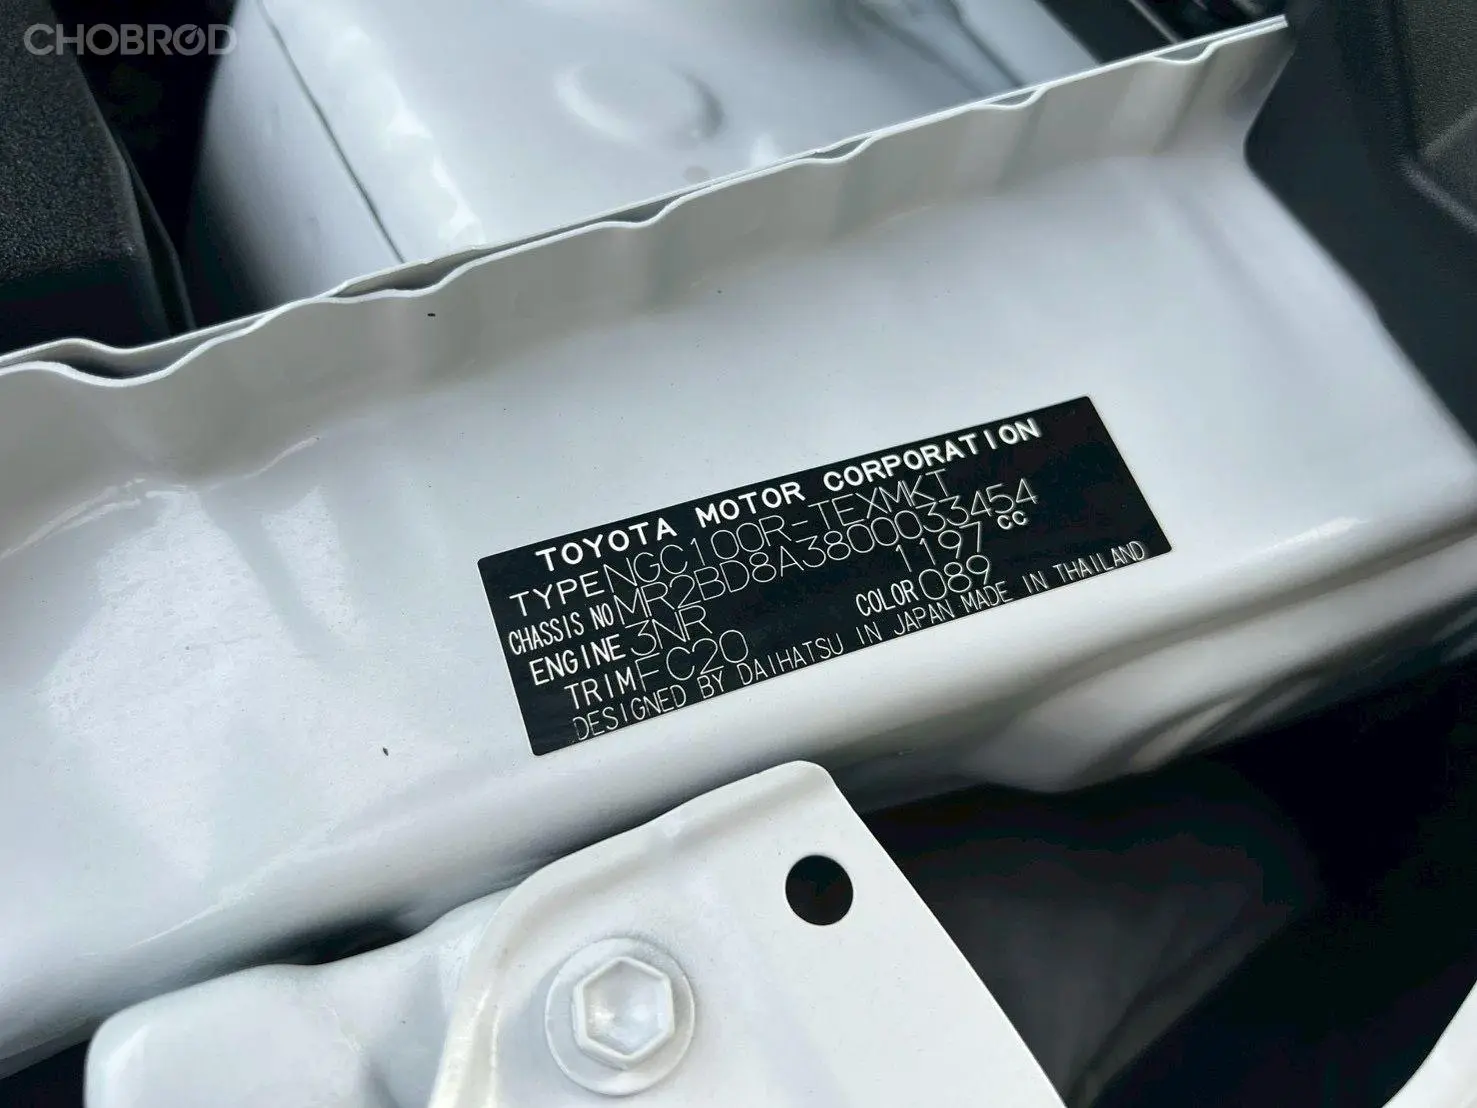 CHOBROD
TOYOTA MOTOR CORPORATION
TYPE NGC100R-TEXMKT
CHASSIS NO MR2BD8A3800033454
ENGINE 3NR 1197 CC
TRIM FC20 COLOR 089
DESIGNED BY DAIHATSU IN JAPAN MADE IN THAILAND